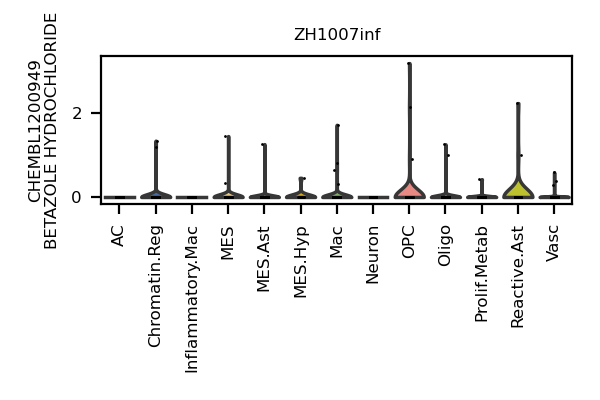 ZH1007inf
CHEMBL1200949
BETAZOLE HYDROCHLORIDE
2
0
AC
Chromatin.Reg
Inflammatory.Mac
MES
MES.Ast
MES.Hyp
Mac
Neuron
OPC
Oligo
Prolif.Metab
Reactive.Ast
Vasc